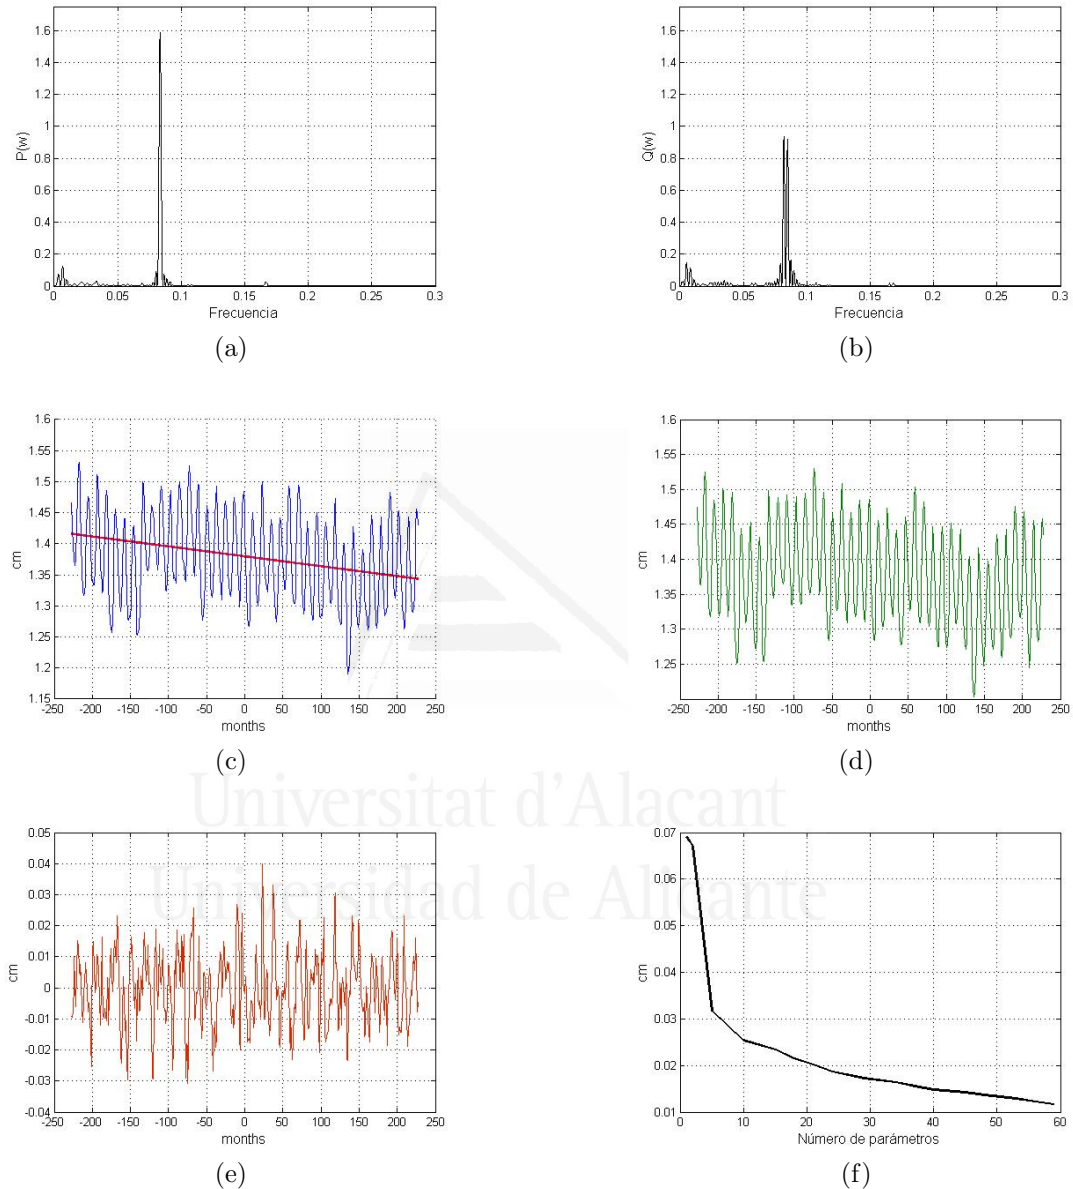 1.6
1.4
1.2
1
0.8
0.6
0.4
0.2
0
P(w)
0 0.05 0.1 0.15 0.2 0.25 0.3
Frecuencia
(a)
1.6
1.4
1.2
1
0.8
0.6
0.4
0.2
0
Q(w)
0 0.05 0.1 0.15 0.2 0.25 0.3
Frecuencia
(b)
1.6
1.55
1.5
1.45
1.4
1.35
1.3
1.25
1.2
1.15
cm
-250 -200 -150 -100 -50 0 50 100 150 200 250
months
(c)
1.6
1.55
1.5
1.45
1.4
1.35
1.3
1.25
cm
-250 -200 -150 -100 -50 0 50 100 150 200 250
months
(d)
Universitat d'Alacant
Universidad de Alicante
0.05
0.04
0.03
0.02
0.01
0
-0.01
-0.02
-0.03
-0.04
cm
-250 -200 -150 -100 -50 0 50 100 150 200 250
months
(e)
0.07
0.06
0.05
0.04
0.03
0.02
0.01
cm
0 10 20 30 40 50 60
Número de parámetros
(f)